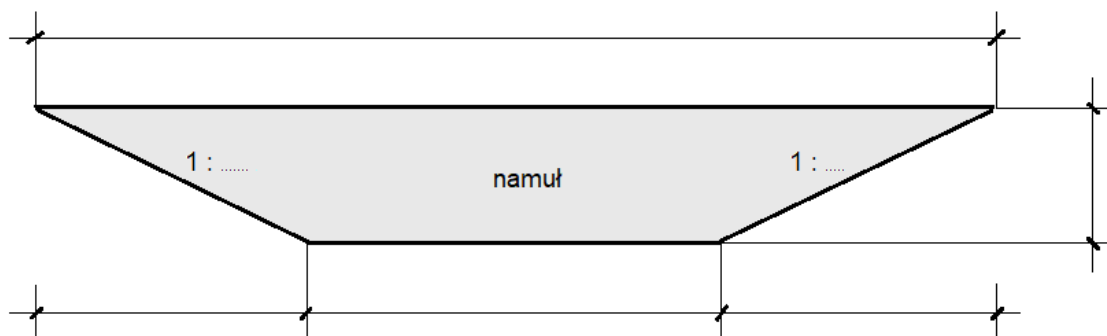 1 : ....... 1 : .....
namuł